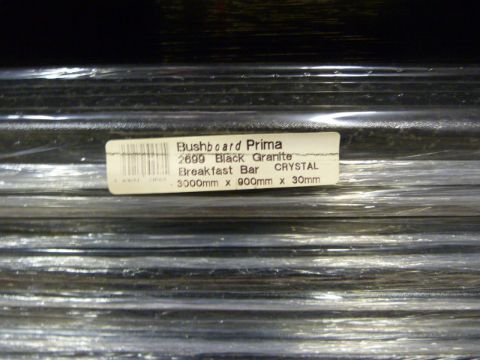 Bushboard Prima
2699 Black Granite
Breakfast Bar CRYSTAL
3000mm x 900mm x 30mm